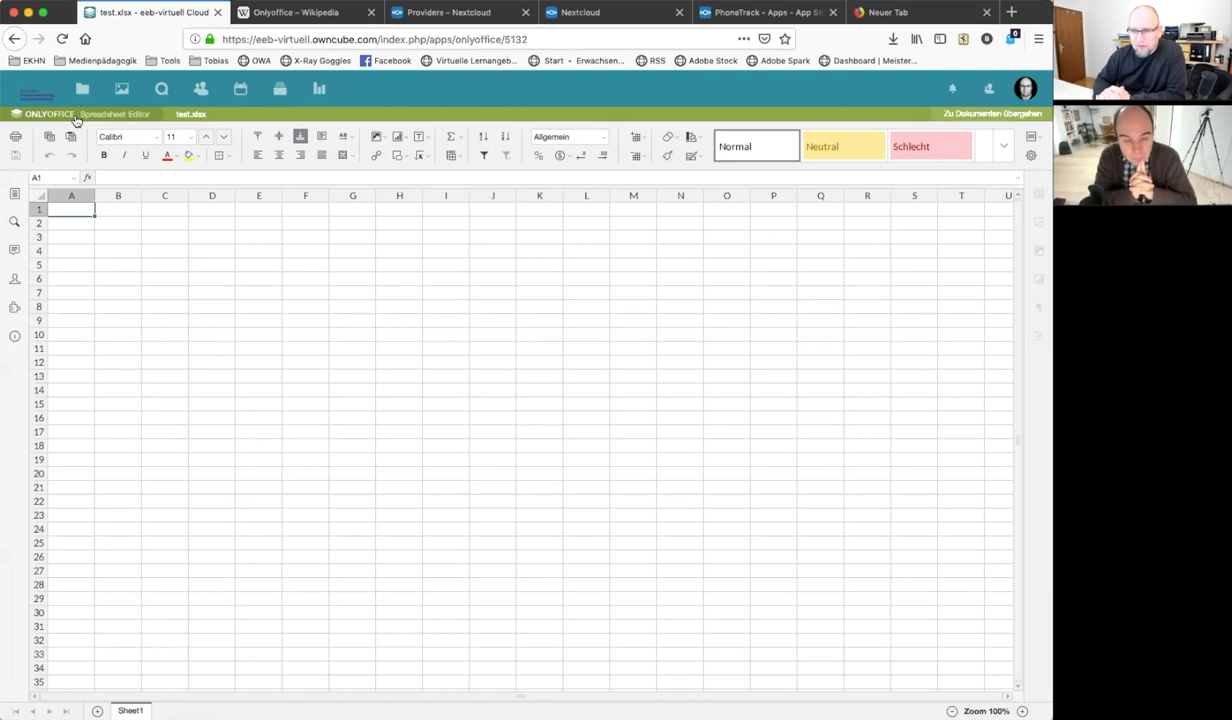 test.xlsx - eeb-virtuell Cloud
Onlyoffice – Wikipedia
Providers – Nextcloud
Nextcloud
PhoneTrack - Apps - App St
Neuer Tab
https://eeb-virtuell.owncube.com/index.php/apps/onlyoffice/5132
0
EKHN
Medienpädagogik
Tools
Tobias
OWA
X-Ray Goggles
Facebook
Virtuelle Lernangeb...
Start - Erwachsen...
RSS
Adobe Stock
Adobe Spark
Dashboard | Meister...
ONLYOFFICE Spreadsheet Editor
test.xlsx
Zu Dokumenten übergehen
Calibri
11
Allgemein
Normal
Neutral
Schlecht
B I U A
A1
fx
A B C D E F G H I J K L M N O P Q R S T U
1
2
3
4
5
6
7
8
9
10
11
12
13
14
15
16
17
18
19
20
21
22
23
24
25
26
27
28
29
30
31
32
33
34
35
Sheet1
Zoom 100%